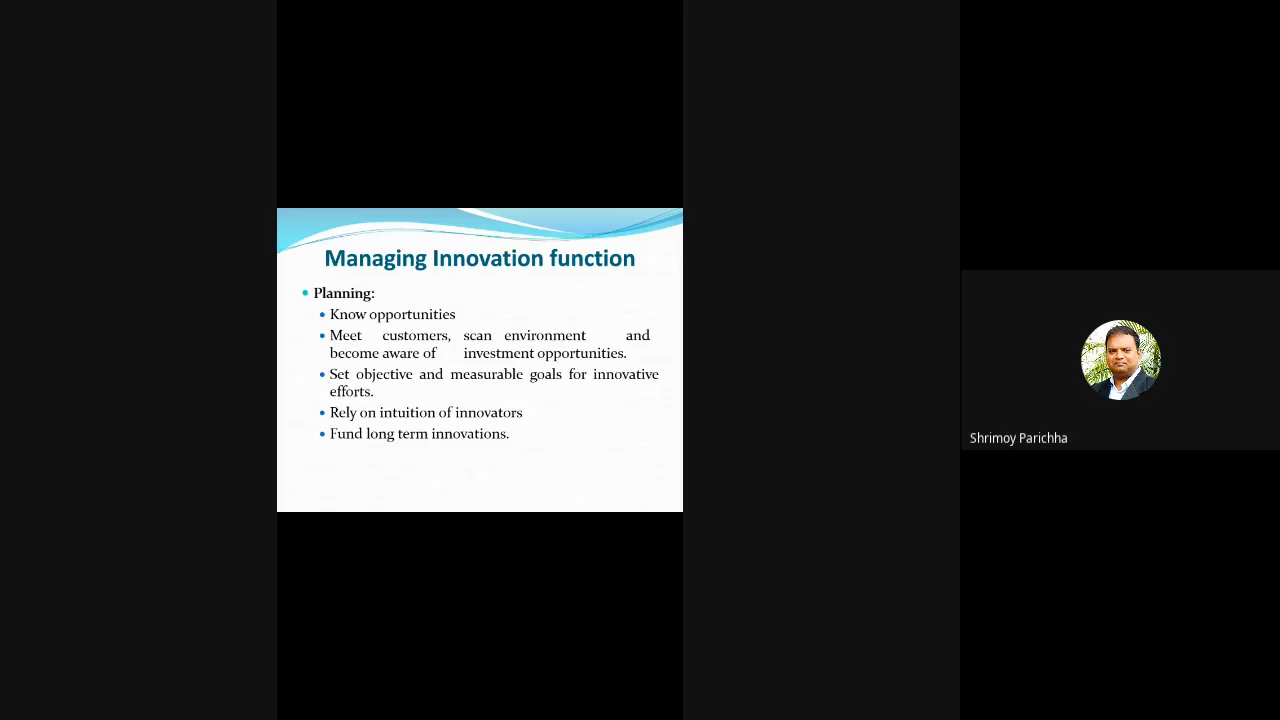 Managing Innovation function
• Planning:
• Know opportunities
• Meet customers, scan environment and
become aware of investment opportunities.
• Set objective and measurable goals for innovative
efforts.
• Rely on intuition of innovators
• Fund long term innovations.
Shrimoy Parichha